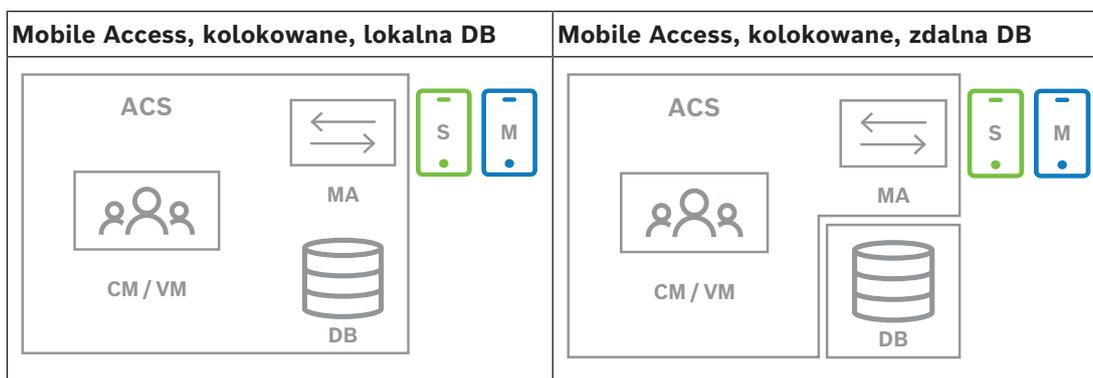 Mobile Access, kolokowane, lokalna DB
Mobile Access, kolokowane, zdalna DB
ACS
S
M
MA
CM / VM
DB
ACS
S
M
MA
CM / VM
DB